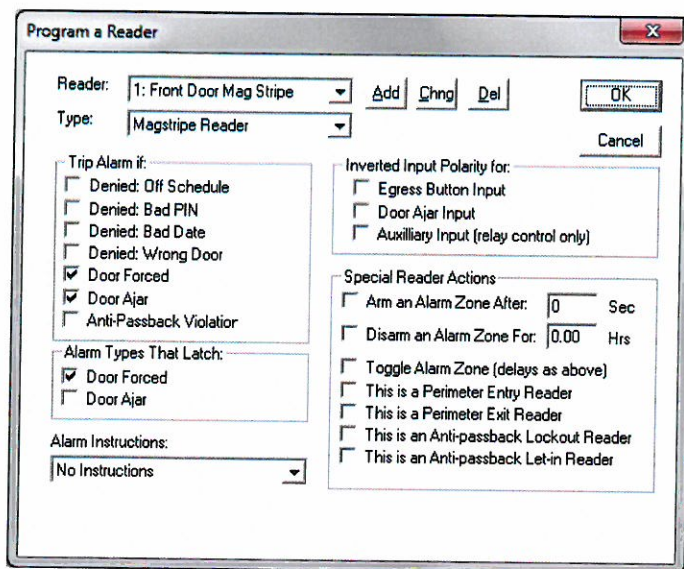 Program a Reader
Reader: 1: Front Door Mag Stripe Add Chng Del OK
Type: Magstripe Reader
Cancel
Trip Alarm if:
Denied: Off Schedule
Denied: Bad PIN
Denied: Bad Date
Denied: Wrong Door
Door Forced
Door Ajar
Anti-Passback Violatior
Alarm Types That Latch:
Door Forced
Door Ajar
Alarm Instructions:
No Instructions
Inverted Input Polarity for:
Egress Button Input
Door Ajar Input
Auxilliary Input (relay control only)
Special Reader Actions
Arm an Alarm Zone After: 0 Sec
Disarm an Alarm Zone For: 0.00 Hrs
Toggle Alarm Zone (delays as above)
This is a Perimeter Entry Reader
This is a Perimeter Exit Reader
This is an Anti-passback Lockout Reader
This is an Anti-passback Let-in Reader